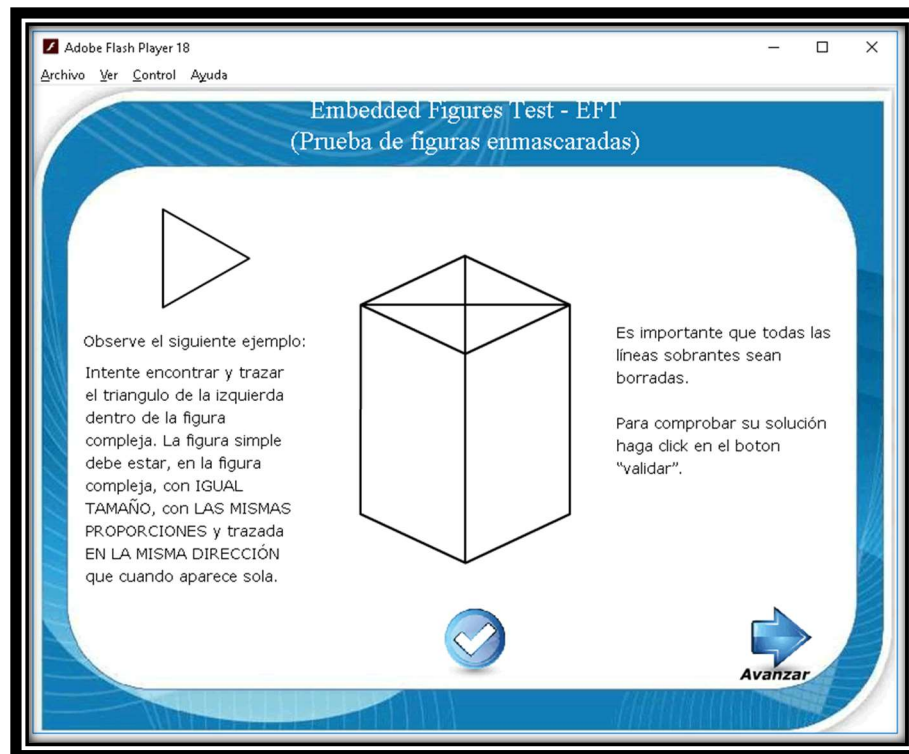 Adobe Flash Player 18
Archivo Ver Control Ayuda
Embedded Figures Test - EFT
(Prueba de figuras enmascaradas)
Observe el siguiente ejemplo:
Intente encontrar y trazar
el triangulo de la izquierda
dentro de la figura
compleja. La figura simple
debe estar, en la figura
compleja, con IGUAL
TAMAÑO, con LAS MISMAS
PROPORCIONES y trazada
EN LA MISMA DIRECCIÓN
que cuando aparece sola.
Es importante que todas las
líneas sobrantes sean
borradas.
Para comprobar su solución
haga click en el boton
"validar".
Avanzar